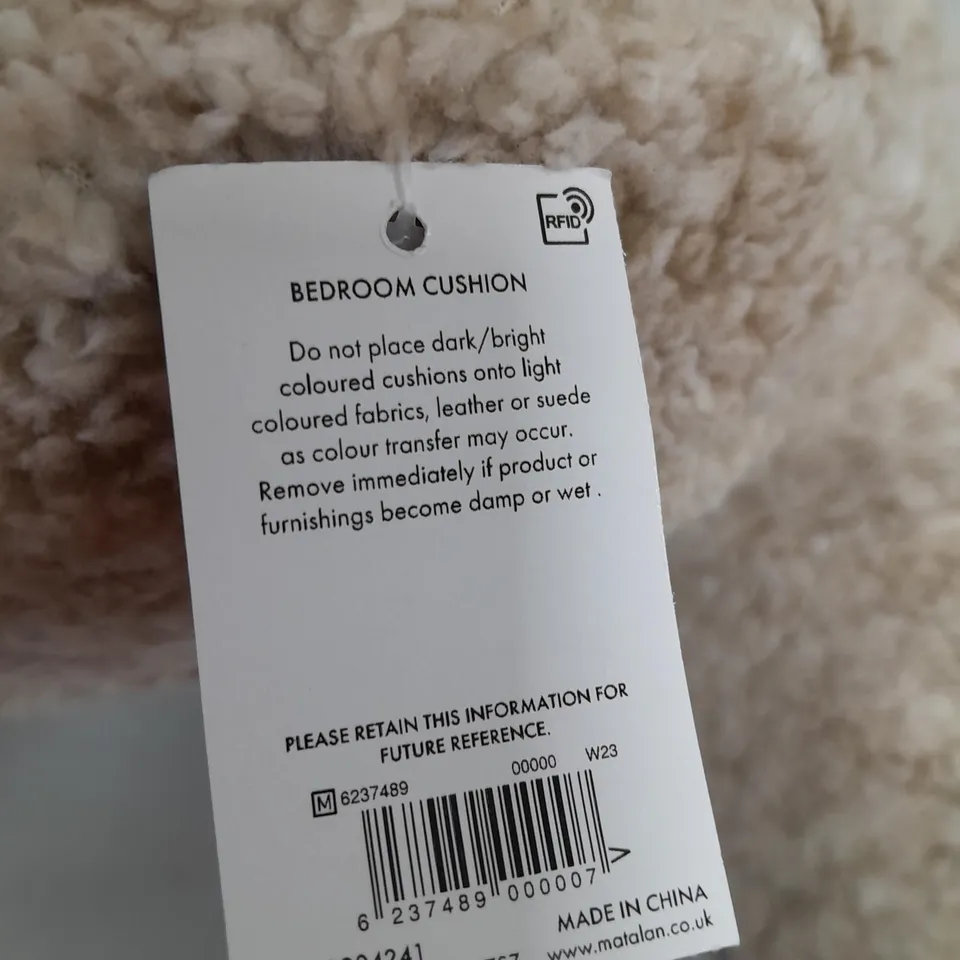 RFID
BEDROOM CUSHION
Do not place dark/bright
coloured cushions onto light
coloured fabrics, leather or suede
as colour transfer may occur.
Remove immediately if product or
furnishings become damp or wet .
PLEASE RETAIN THIS INFORMATION FOR
FUTURE REFERENCE.
M 6237489 00000 W23
6 237489 000007 >
MADE IN CHINA
www.matalan.co.uk